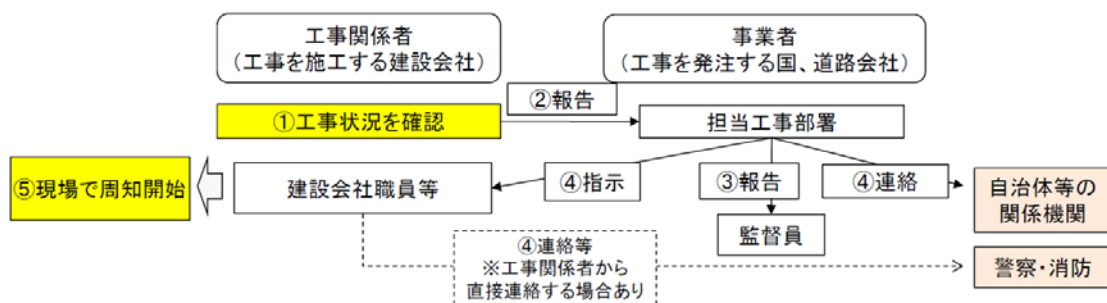 工事関係者
（工事を施工する建設会社）
事業者
（工事を発注する国、道路会社）
②報告
①工事状況を確認
担当工事部署
⑤現場で周知開始
建設会社職員等
④指示
③報告
④連絡
自治体等の
関係機関
監督員
④連絡等
※工事関係者から
直接連絡する場合あり
警察・消防